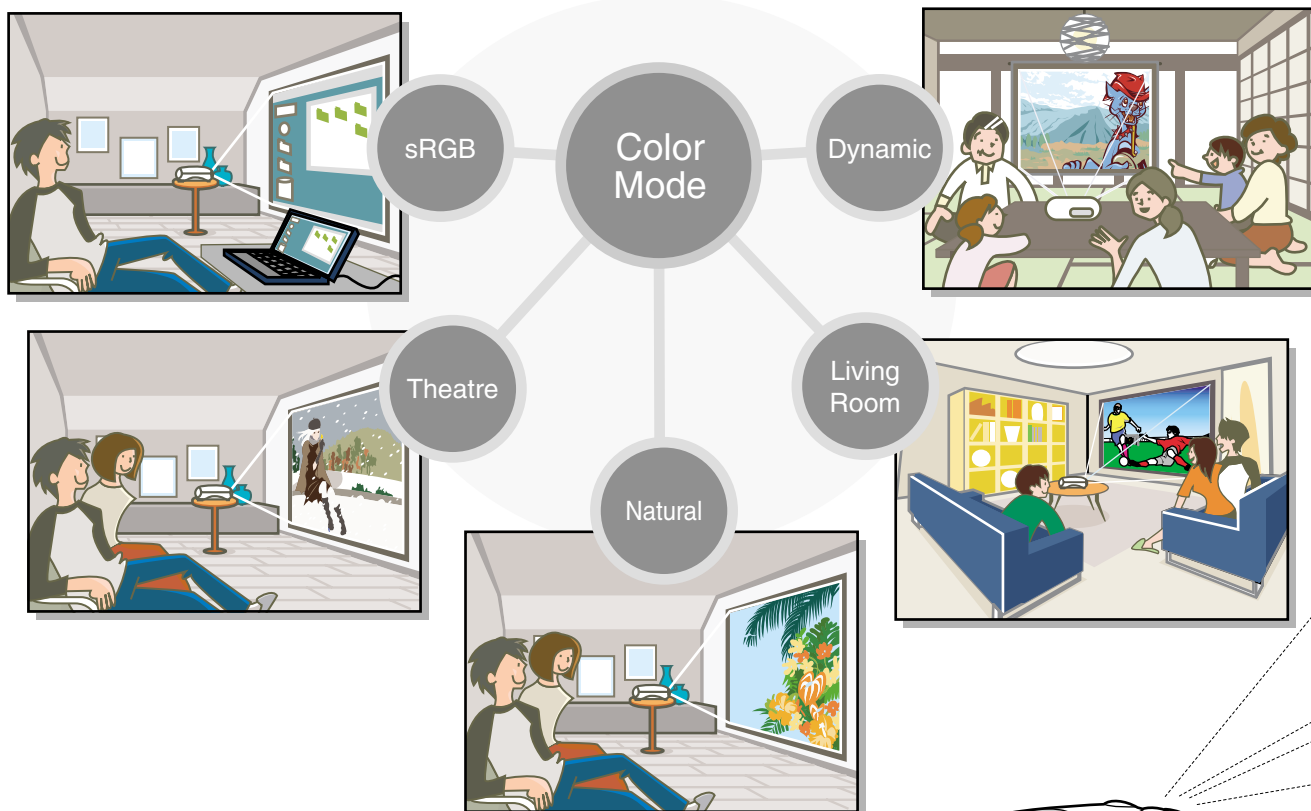 Color
Mode
sRGB
Dynamic
Theatre
Living
Room
Natural